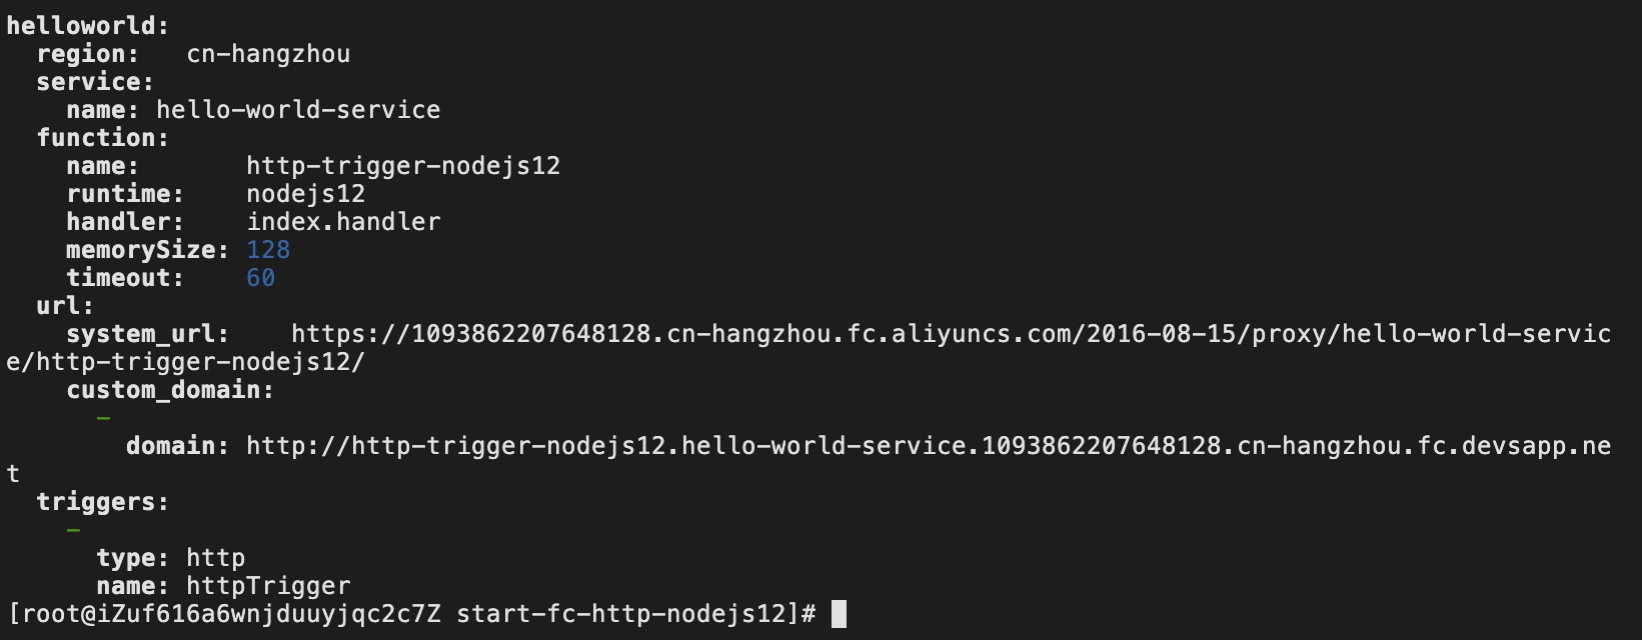 helloworld:
  region:   cn-hangzhou
  service:
    name: hello-world-service
  function:
    name:       http-trigger-nodejs12
    runtime:    nodejs12
    handler:    index.handler
    memorySize: 128
    timeout:    60
  url:
    system_url:    https://1093862207648128.cn-hangzhou.fc.aliyuncs.com/2016-08-15/proxy/hello-world-servic
e/http-trigger-nodejs12/
    custom_domain:
      -
        domain: http://http-trigger-nodejs12.hello-world-service.1093862207648128.cn-hangzhou.fc.devsapp.ne
t
  triggers:
    -
      type: http
      name: httpTrigger
[root@iZuf616a6wnjduuyjqc2c7Z start-fc-http-nodejs12]#